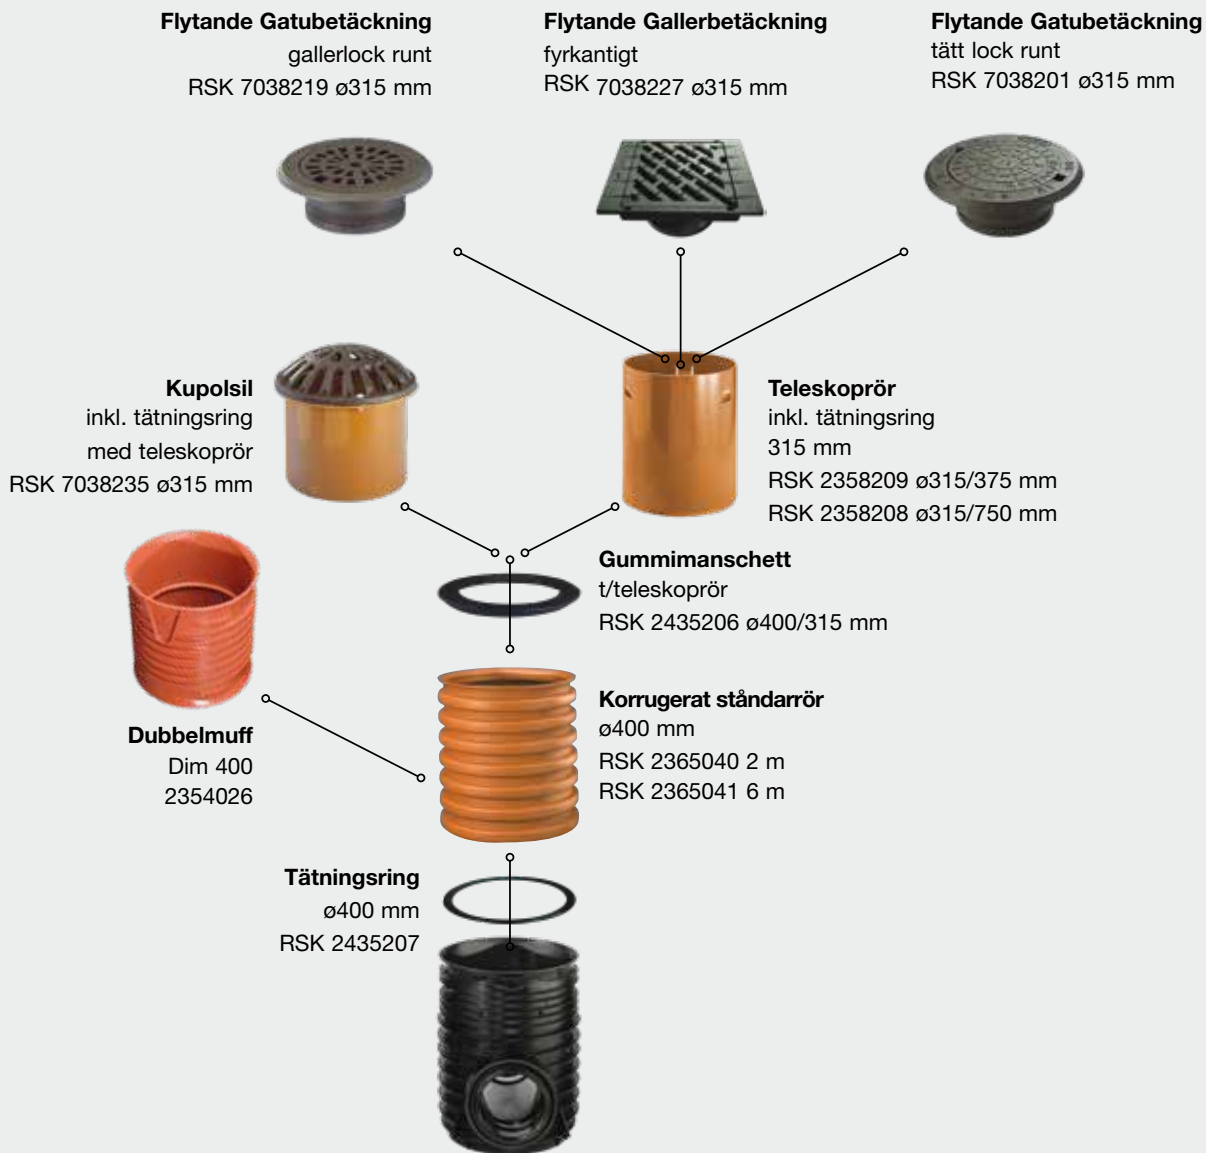 Flytande Gatubetäckning
gallerlock runt
RSK 7038219 ø315 mm
Flytande Gallerbetäckning
fyrkantigt
RSK 7038227 ø315 mm
Flytande Gatubetäckning
tätt lock runt
RSK 7038201 ø315 mm
Kupolsil
inkl. tätningsring
med teleskoprör
RSK 7038235 ø315 mm
Teleskoprör
inkl. tätningsring
315 mm
RSK 2358209 ø315/375 mm
RSK 2358208 ø315/750 mm
Gummimanschett
t/teleskoprör
RSK 2435206 ø400/315 mm
Dubbelmuff
Dim 400
2354026
Korrugerat ståndarrör
ø400 mm
RSK 2365040 2 m
RSK 2365041 6 m
Tätningsring
ø400 mm
RSK 2435207